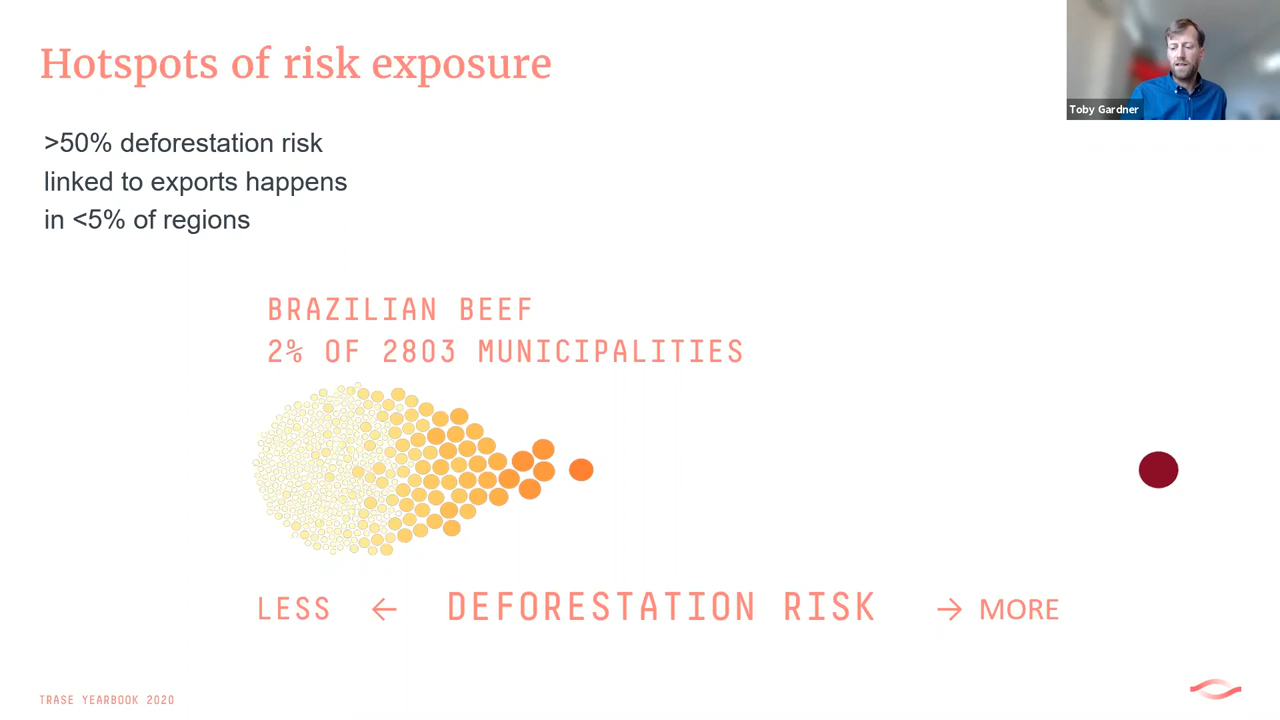 Hotspots of risk exposure
Toby Gardner
>50% deforestation risk
linked to exports happens
in <5% of regions
BRAZILIAN BEEF
2% OF 2803 MUNICIPALITIES
LESS ← DEFORESTATION RISK → MORE
TRASE YEARBOOK 2020